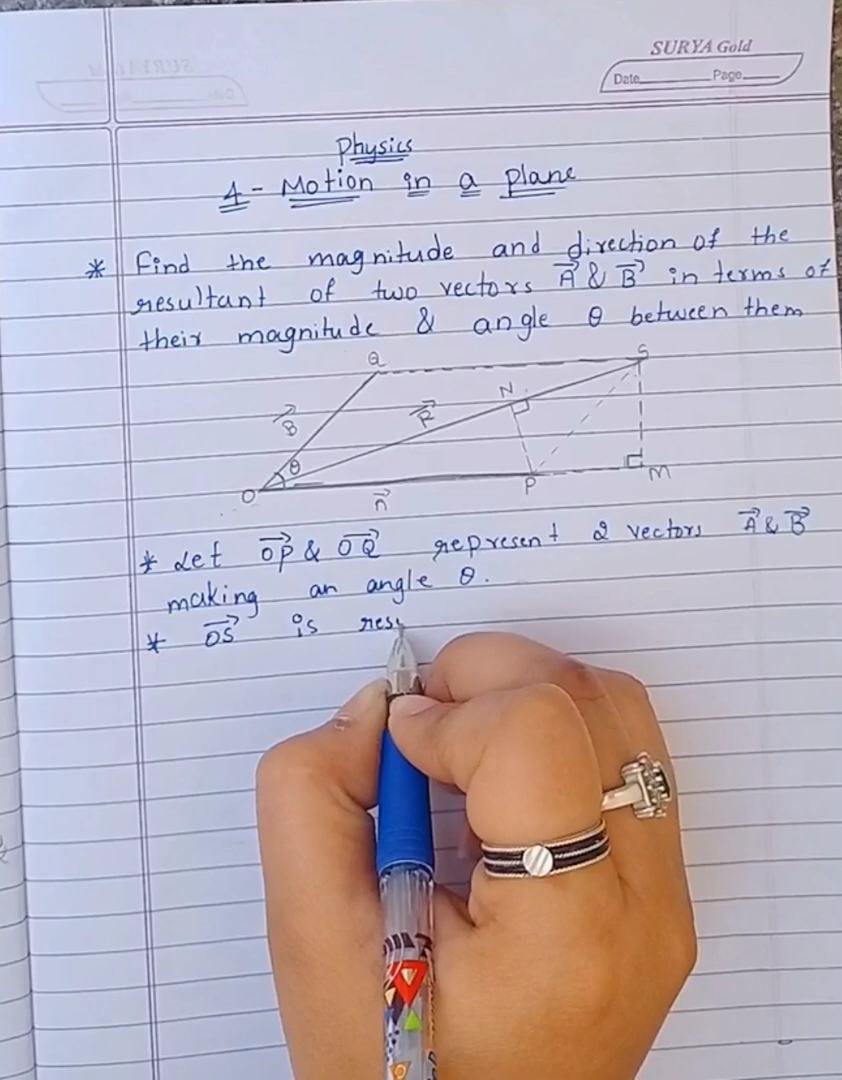 SURYA Gold
Date Page
Physics
4 - Motion in a plane
* Find the magnitude and direction of the
resultant of two vectors A⃗ & B⃗ in terms of
their magnitude & angle θ between them
Q S
N
B⃗ R⃗
θ
O P M
n⃗
* Let OP⃗ & OQ⃗ represent 2 vectors A⃗ & B⃗
making an angle θ.
* OS⃗ is resu